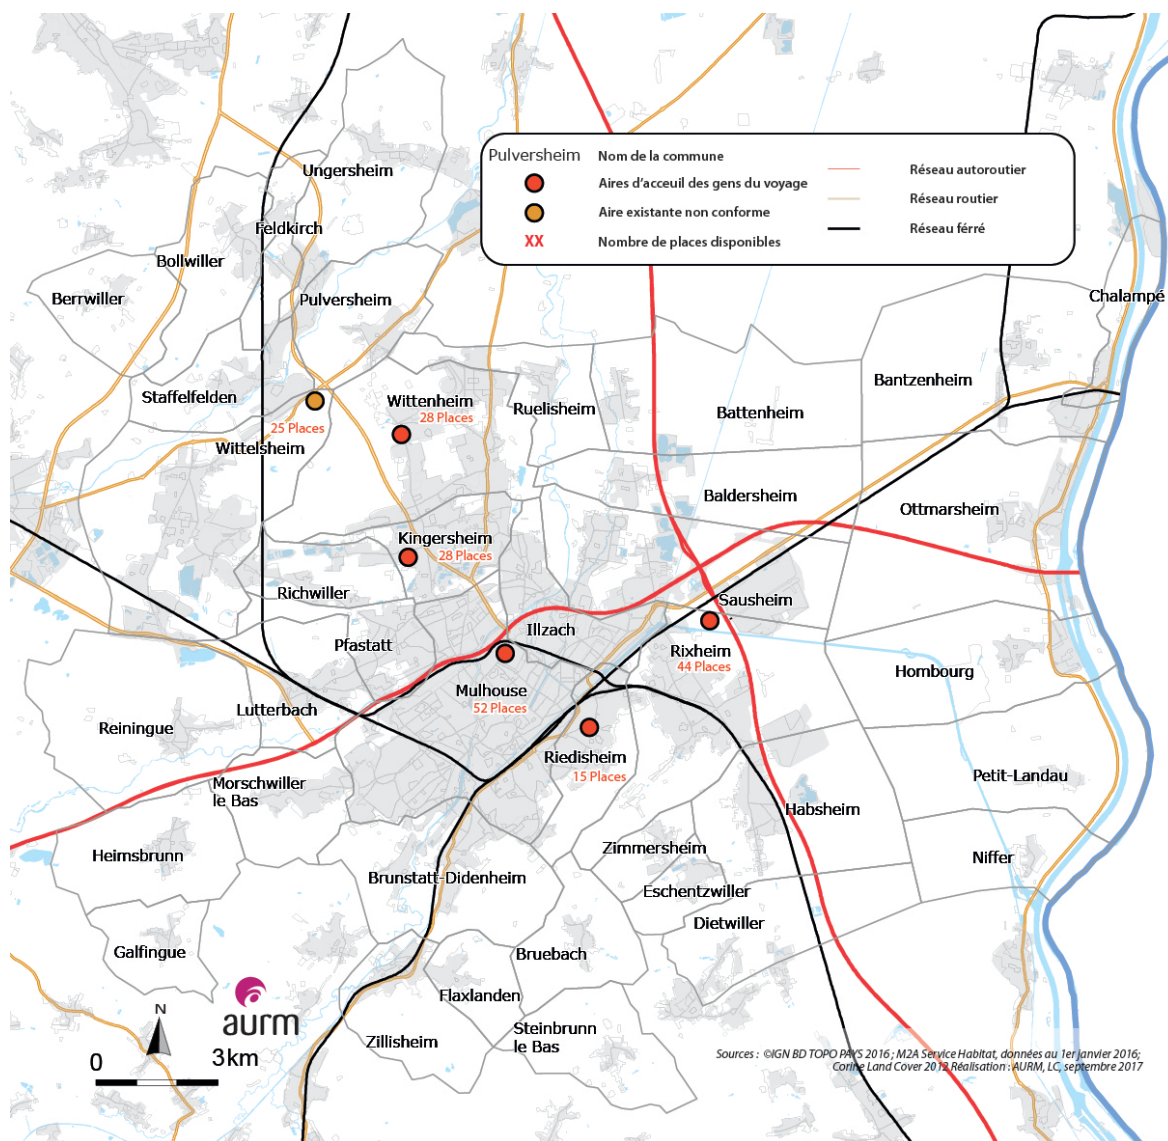 Pulversheim
Nom de la commune
Aires d'acceuil des gens du voyage
Aire existante non conforme
XX
Nombre de places disponibles
Réseau autoroutier
Réseau routier
Réseau férré
Ungersheim
Feldkirch
Bollwiller
Berrwiller
Pulversheim
Chalampé
Staffelfelden
Wittenheim
28 Places
Ruelisheim
Battenheim
Bantzenheim
25 Places
Wittelsheim
Baldersheim
Ottmarsheim
Kingersheim
28 Places
Richwiller
Sausheim
Illzach
Pfastatt
Rixheim
44 Places
Hombourg
Mulhouse
52 Places
Lutterbach
Reiningue
Riedisheim
15 Places
Petit-Landau
Morschwiller
le Bas
Habsheim
Heimsbrunn
Zimmersheim
Niffer
Brunstatt-Didenheim
Eschentzwiller
Dietwiller
Galfingue
Bruebach
Flaxlanden
Steinbrunn
le Bas
Zillisheim
aurm
N
0
3km
Sources : ©IGN BD TOPO PAYS 2016 ; M2A Service Habitat, données au 1er janvier 2016;
Corine Land Cover 2012 Réalisation : AURM, LC, septembre 2017